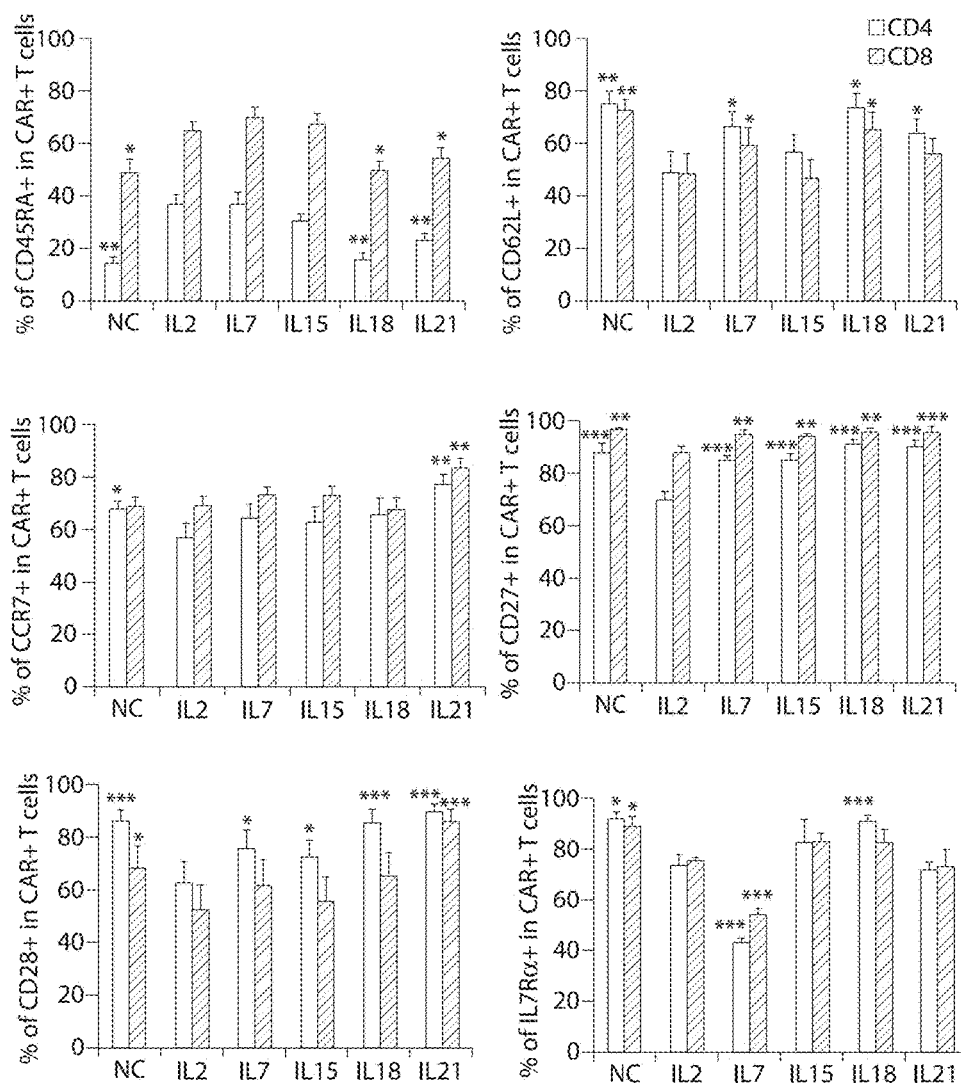 % of CD45RA+ in CAR+ T cells
100
80
60
40
20
0
** * * ** * **
NC IL2 IL7 IL15 IL18 IL21
% of CD62L+ in CAR+ T cells
100
80
60
40
20
0
** ** * * * * *
NC IL2 IL7 IL15 IL18 IL21
CD4
CD8
% of CCR7+ in CAR+ T cells
100
80
60
40
20
0
* ** **
NC IL2 IL7 IL15 IL18 IL21
% of CD27+ in CAR+ T cells
100
80
60
40
20
0
*** ** *** ** *** ** *** ** *** ***
NC IL2 IL7 IL15 IL18 IL21
% of CD28+ in CAR+ T cells
100
80
60
40
20
0
*** * * * *** *** ***
NC IL2 IL7 IL15 IL18 IL21
% of IL7Rα+ in CAR+ T cells
100
80
60
40
20
0
* * *** *** ***
NC IL2 IL7 IL15 IL18 IL21